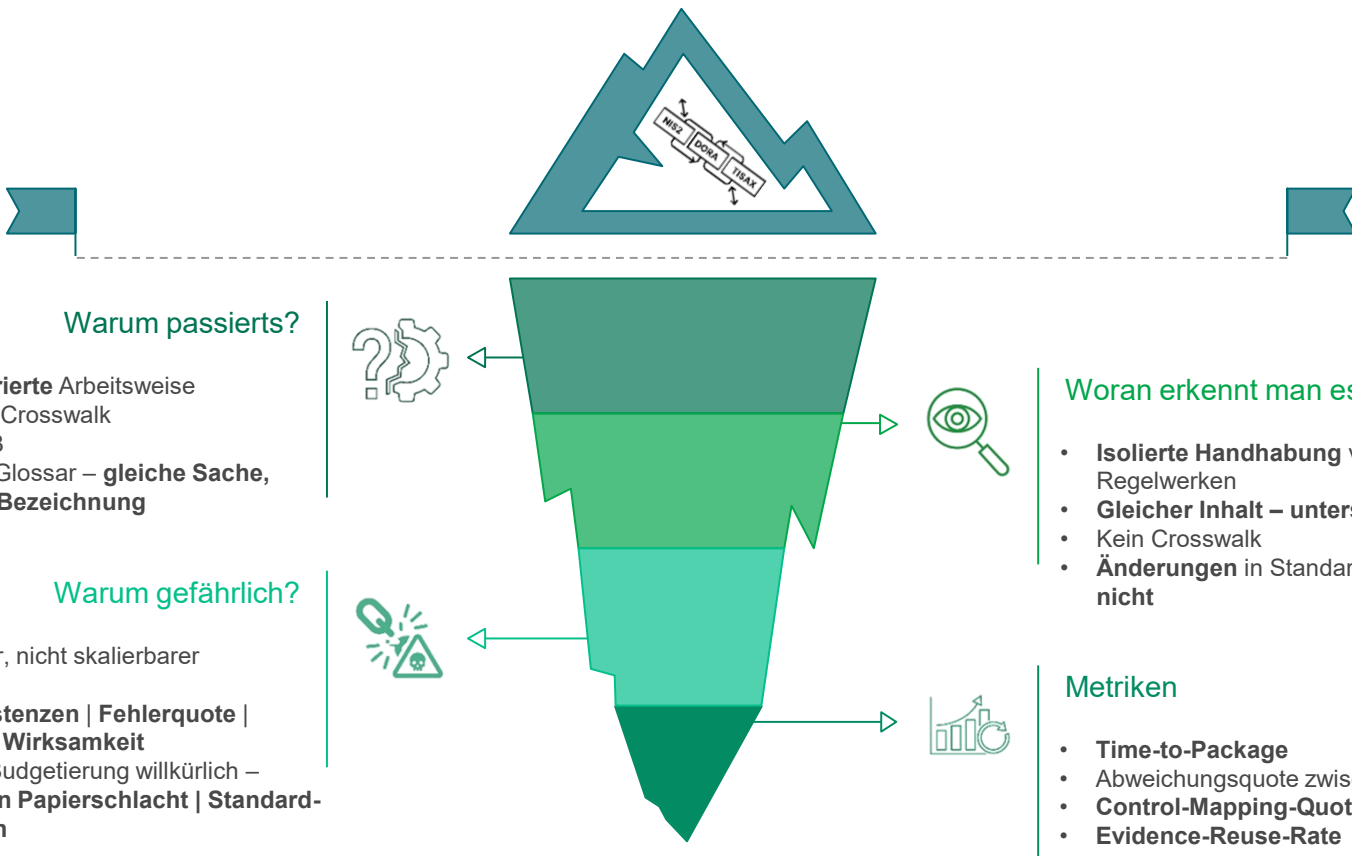 NIS2
DORA
TISAX
Warum passierts?
rierte Arbeitsweise
Crosswalk
Glossar – gleiche Sache,
Bezeichnung
Warum gefährlich?
r, nicht skalierbarer
stenzen | Fehlerquote |
Wirksamkeit
Budgetierung willkürlich –
n Papierschlacht | Standard-
n
Woran erkennt man es
• Isolierte Handhabung
Regelwerken
• Gleicher Inhalt – unters
• Kein Crosswalk
• Änderungen in Standar
nicht
Metriken
• Time-to-Package
• Abweichungsquote zwis
• Control-Mapping-Quot
• Evidence-Reuse-Rate